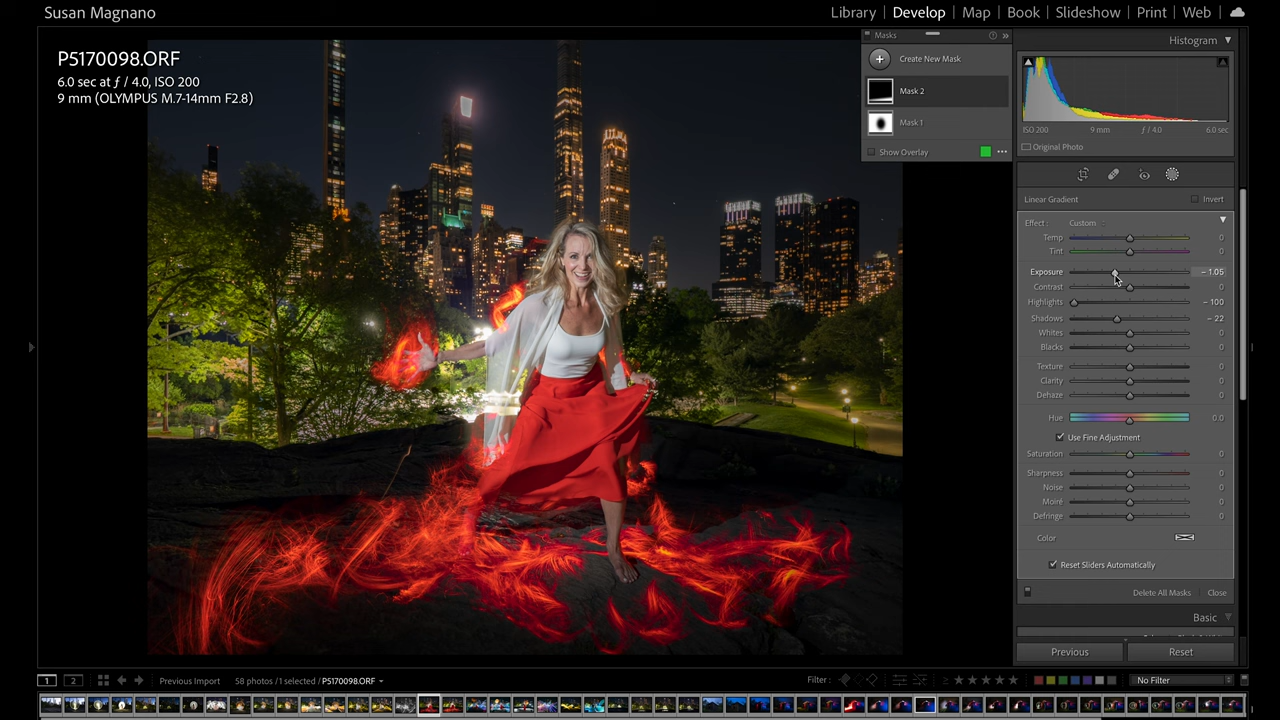 Susan Magnano
Library | Develop | Map | Book | Slideshow | Print | Web
P5170098.ORF
6.0 sec at ƒ / 4.0, ISO 200
9 mm (OLYMPUS M.7-14mm F2.8)
Masks
Create New Mask
Mask 2
Mask 1
Show Overlay
Histogram
ISO 200 9 mm ƒ / 4.0 6.0 sec
Original Photo
Linear Gradient Invert
Effect : Custom
Temp 0
Tint 0
Exposure – 1.05
Contrast 0
Highlights – 100
Shadows – 22
Whites 0
Blacks 0
Texture 0
Clarity 0
Dehaze 0
Hue 0.0
Use Fine Adjustment
Saturation 0
Sharpness 0
Noise 0
Moiré 0
Defringe 0
Color
Reset Sliders Automatically
Delete All Masks Close
Basic
Previous Reset
1 2 Previous Import 58 photos / 1 selected / P5170098.ORF Filter : No Filter